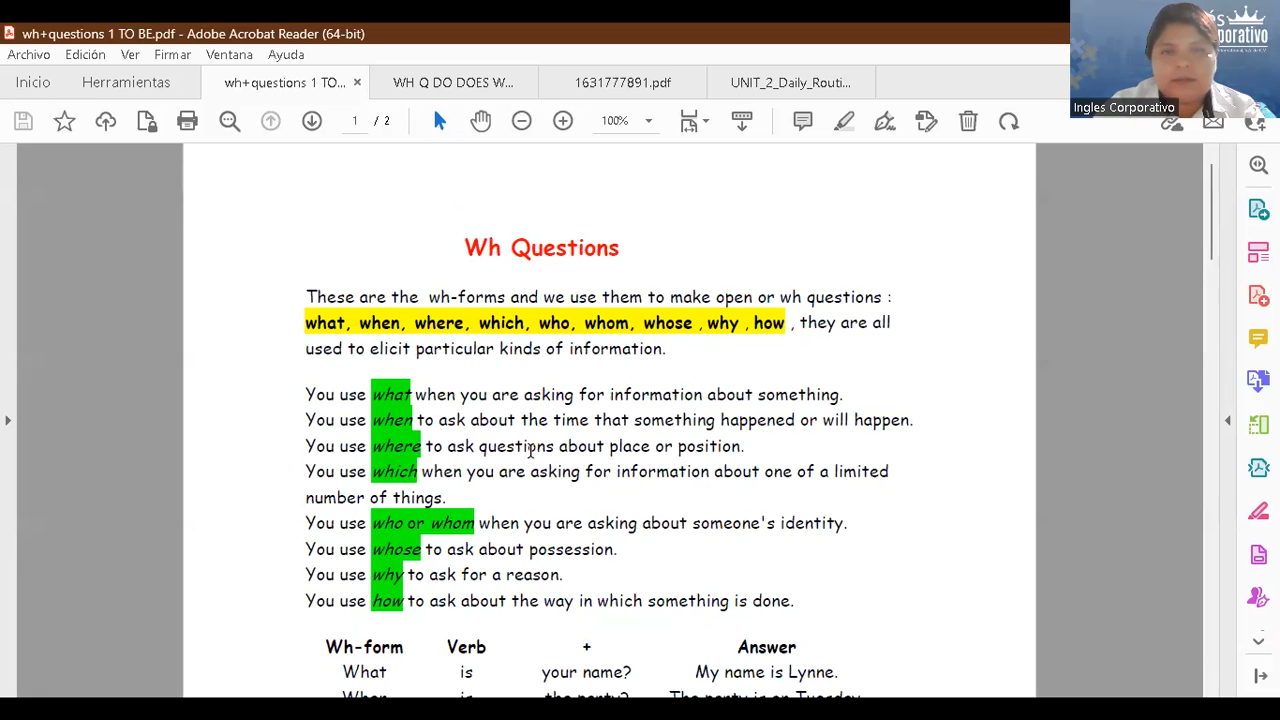 wh+questions 1 TO BE.pdf - Adobe Acrobat Reader (64-bit)
Archivo Edición Ver Firmar Ventana Ayuda
Inicio Herramientas wh+questions 1 TO... × WH Q DO DOES W... 1631777891.pdf UNIT_2_Daily_Routi...
1 / 2 100%
Ingles Corporativo
Wh Questions
These are the wh-forms and we use them to make open or wh questions :
what, when, where, which, who, whom, whose , why , how , they are all
used to elicit particular kinds of information.
You use what when you are asking for information about something.
You use when to ask about the time that something happened or will happen.
You use where to ask questions about place or position.
You use which when you are asking for information about one of a limited
number of things.
You use who or whom when you are asking about someone's identity.
You use whose to ask about possession.
You use why to ask for a reason.
You use how to ask about the way in which something is done.
Wh-form Verb + Answer
What is your name? My name is Lynne.
When is the party? The party is on Tuesday